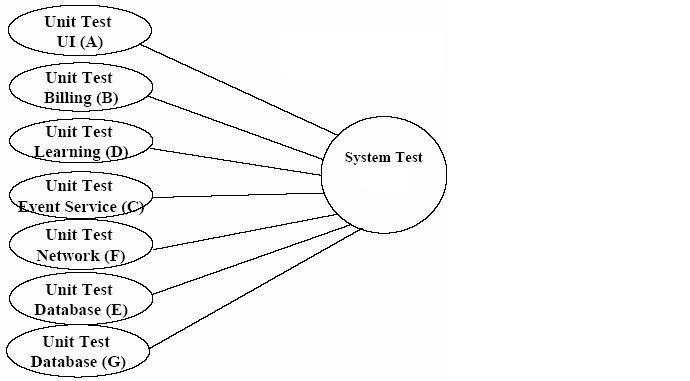 Unit Test
UI (A)
Unit Test
Billing (B)
Unit Test
Learning (D)
Unit Test
Event Service (C)
Unit Test
Network (F)
Unit Test
Database (E)
Unit Test
Database (G)
System Test